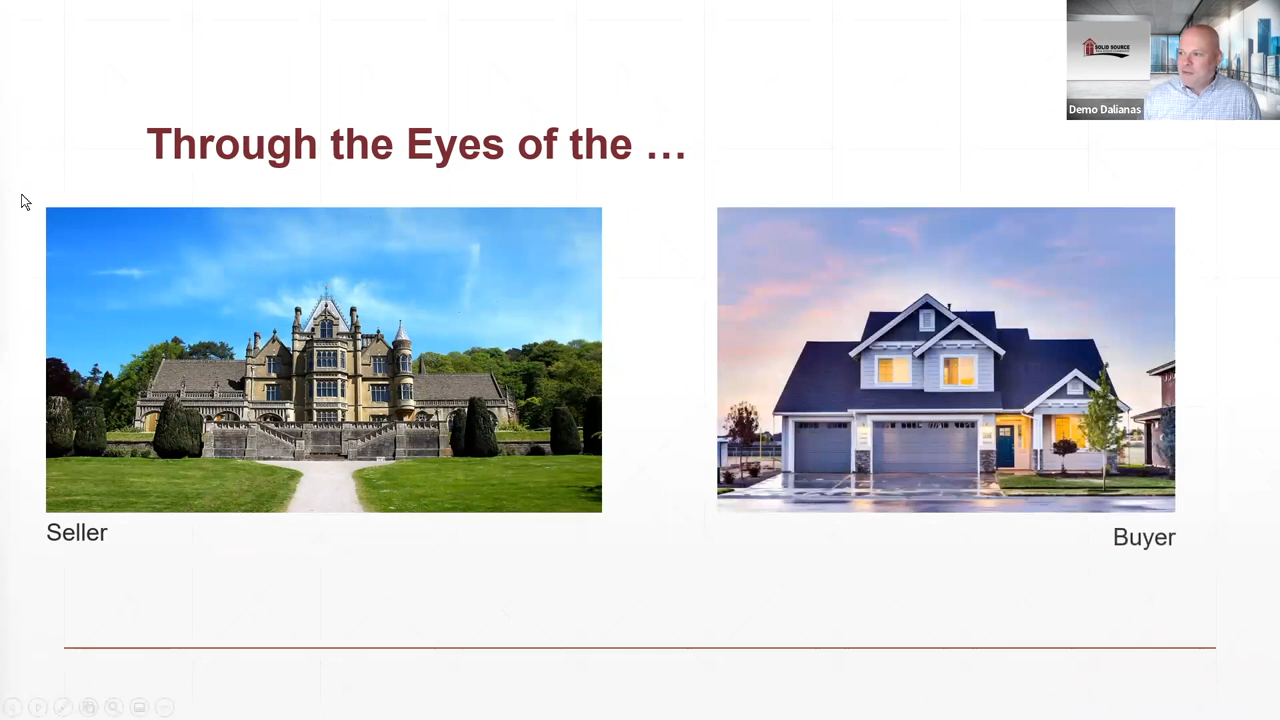 SOLID SOURCE
Demo Dalianas
Through the Eyes of the …
Seller
Buyer